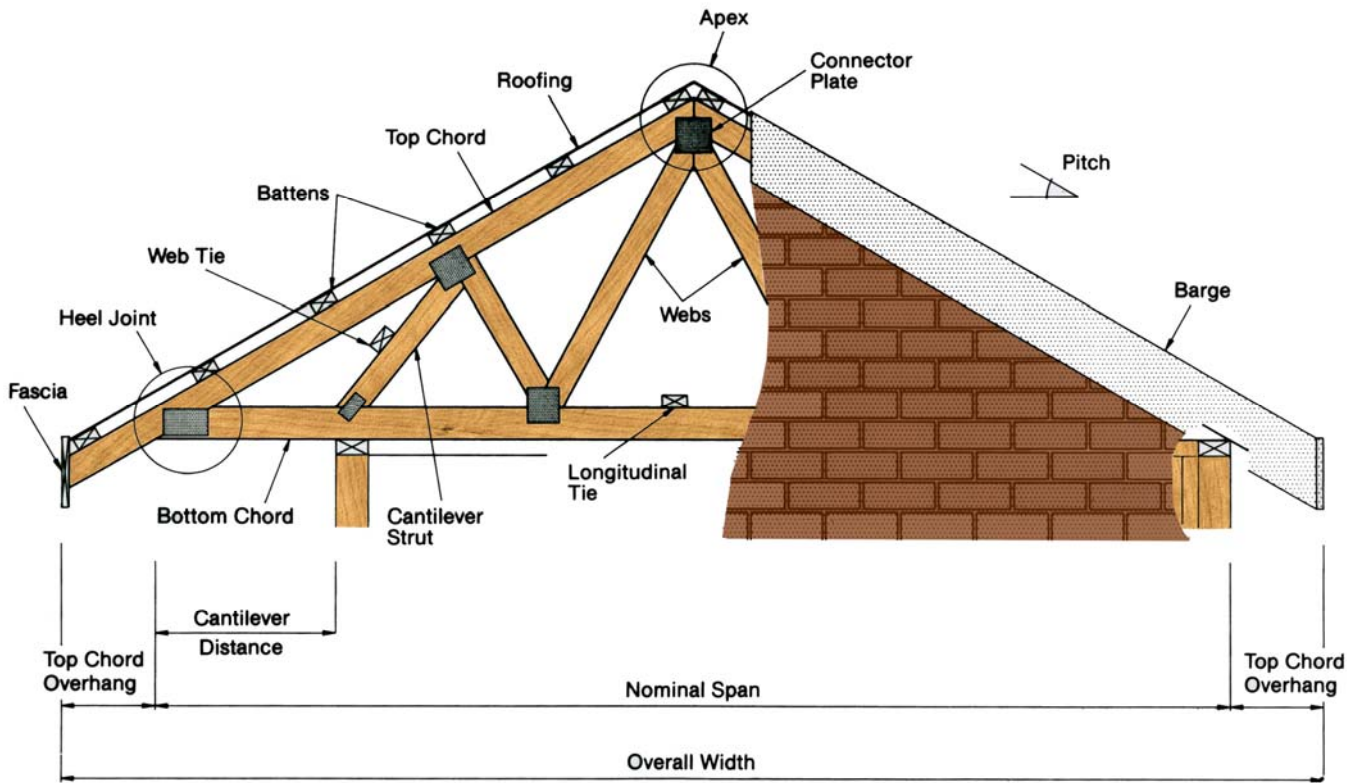 Apex
Connector
Plate
Roofing
Top Chord
Pitch
Battens
Web Tie
Barge
Webs
Heel Joint
Fascia
Longitudinal
Tie
Bottom Chord
Cantilever
Strut
Cantilever
Distance
Top Chord
Overhang
Nominal Span
Top Chord
Overhang
Overall Width